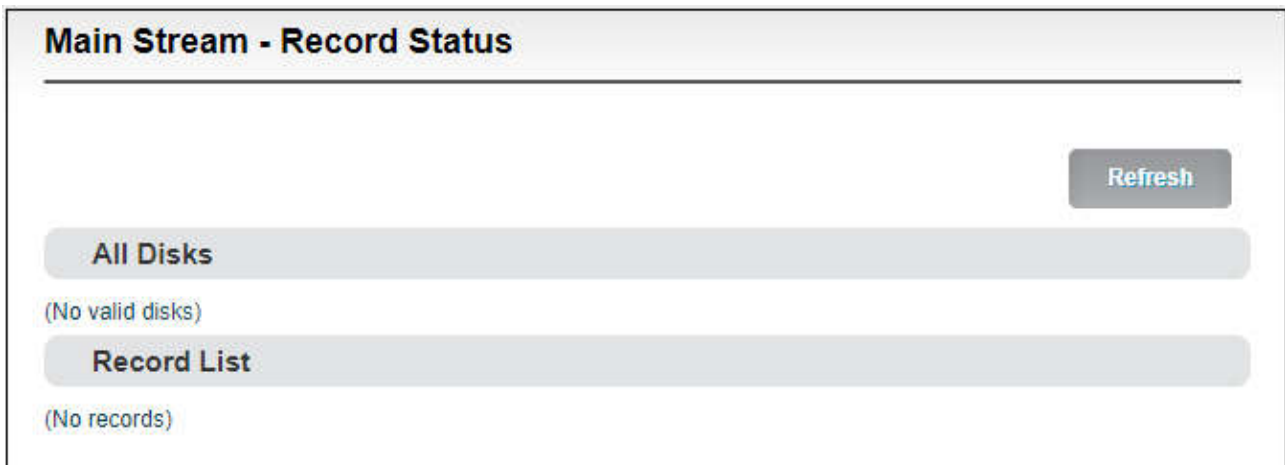 Main Stream - Record Status
Refresh
All Disks
(No valid disks)
Record List
(No records)